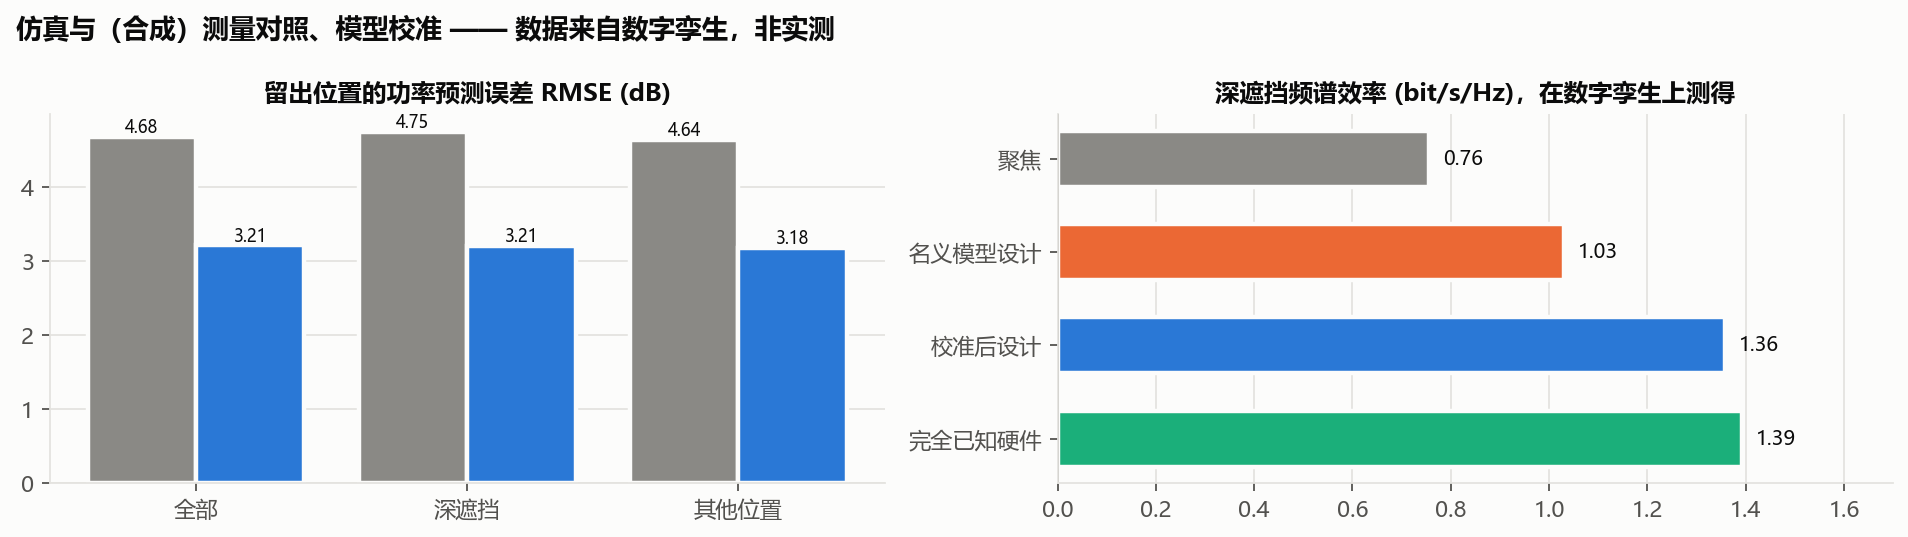 仿真与（合成）测量对照、模型校准 —— 数据来自数字孪生，非实测
留出位置的功率预测误差 RMSE (dB)
4.68
4.75
4.64
3.21
3.21
3.18
4
3
2
1
0
全部
深遮挡
其他位置
深遮挡频谱效率 (bit/s/Hz)，在数字孪生上测得
聚焦
0.76
名义模型设计
1.03
校准后设计
1.36
完全已知硬件
1.39
0.0
0.2
0.4
0.6
0.8
1.0
1.2
1.4
1.6